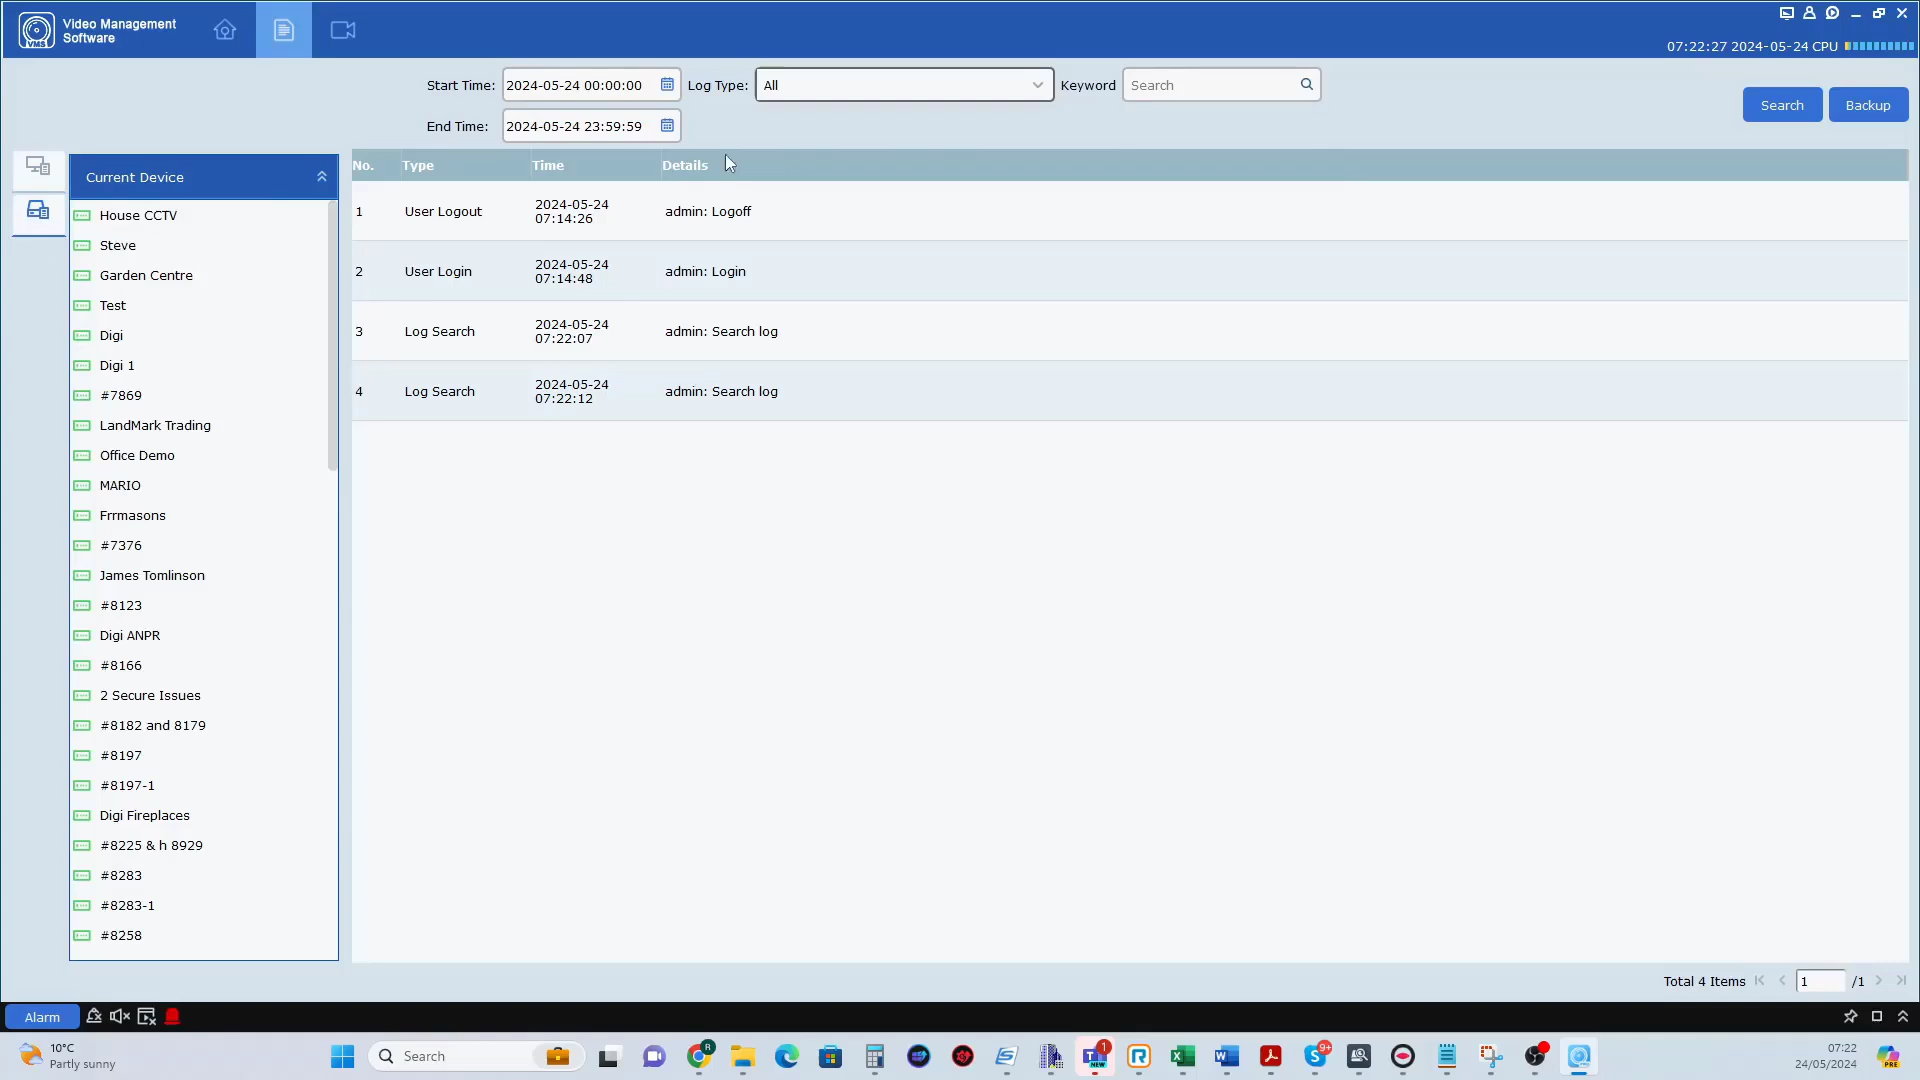 Video Management
Software
VMS
07:22:27 2024-05-24 CPU
Start Time: 2024-05-24 00:00:00 Log Type: All Keyword Search
End Time: 2024-05-24 23:59:59
Search Backup
Current Device
House CCTV
Steve
Garden Centre
Test
Digi
Digi 1
#7869
LandMark Trading
Office Demo
MARIO
Frrmasons
#7376
James Tomlinson
#8123
Digi ANPR
#8166
2 Secure Issues
#8182 and 8179
#8197
#8197-1
Digi Fireplaces
#8225 & h 8929
#8283
#8283-1
#8258
No. Type Time Details
1 User Logout 2024-05-24 07:14:26 admin: Logoff
2 User Login 2024-05-24 07:14:48 admin: Login
3 Log Search 2024-05-24 07:22:07 admin: Search log
4 Log Search 2024-05-24 07:22:12 admin: Search log
Total 4 Items 1 /1
Alarm
10°C
Partly sunny
Search
R
1
NEW
9+
07:22
24/05/2024
PRE